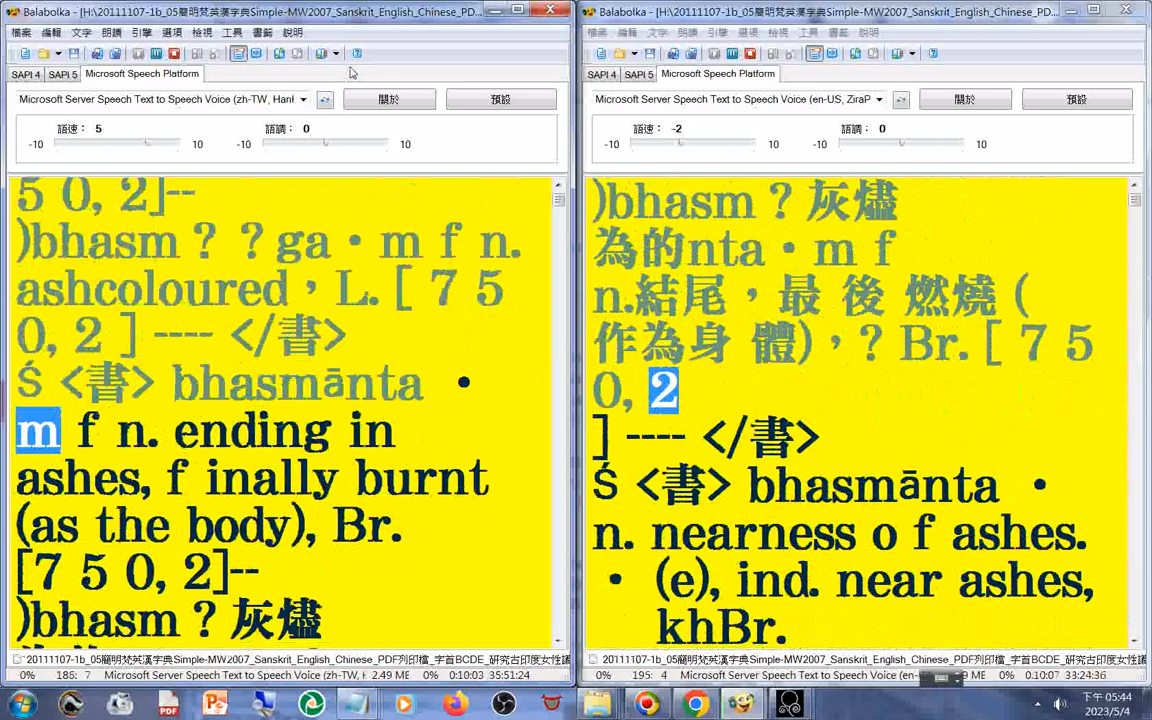 Balabolka - [H:\20111107-1b_05簡明梵英漢字典Simple-MW2007_Sanskrit_English_Chinese_PD...
檔案 編輯 文字 朗讀 引擎 選項 檢視 工具 書籤 說明
SAPI 4 SAPI 5 Microsoft Speech Platform
Microsoft Server Speech Text to Speech Voice (zh-TW, Hanl
關於 預設
語速： 5 語調： 0
-10 10 -10 10
5 0, 2]--
)bhasm ? ? ga • m f n.
ashcoloured，L. [ 7 5
0, 2 ] ---- </書>
Ś <書> bhasmānta •
m f n. ending in
ashes, f inally burnt
(as the body), Br.
[7 5 0, 2]--
)bhasm ? 灰燼
20111107-1b_05簡明梵英漢字典Simple-MW2007_Sanskrit_English_Chinese_PDF列印檔_字首BCDE_研究古印度女性議
0% 185: 7 Microsoft Server Speech Text to Speech Voice (zh-TW, H 2.49 MB 0% 0:10:03 35:51:24
Balabolka - [H:\20111107-1b_05簡明梵英漢字典Simple-MW2007_Sanskrit_English_Chinese_PD...
檔案 編輯 文字 朗讀 引擎 選項 檢視 工具 書籤 說明
SAPI 4 SAPI 5 Microsoft Speech Platform
Microsoft Server Speech Text to Speech Voice (en-US, ZiraP
關於 預設
語速： -2 語調： 0
-10 10 -10 10
)bhasm ? 灰燼
為的nta • m f
n.結尾，最 後 燃燒 (
作為身 體)，? Br. [ 7 5
0, 2
] ---- </書>
Ś <書> bhasmānta •
n. nearness o f ashes.
• (e), ind. near ashes,
khBr.
20111107-1b_05簡明梵英漢字典Simple-MW2007_Sanskrit_English_Chinese_PDF列印檔_字首BCDE_研究古印度女性議
0% 195: 4 Microsoft Server Speech Text to Speech Voice (en-US, MB 0% 0:10:07 33:24:36
下午 05:44
2023/5/4